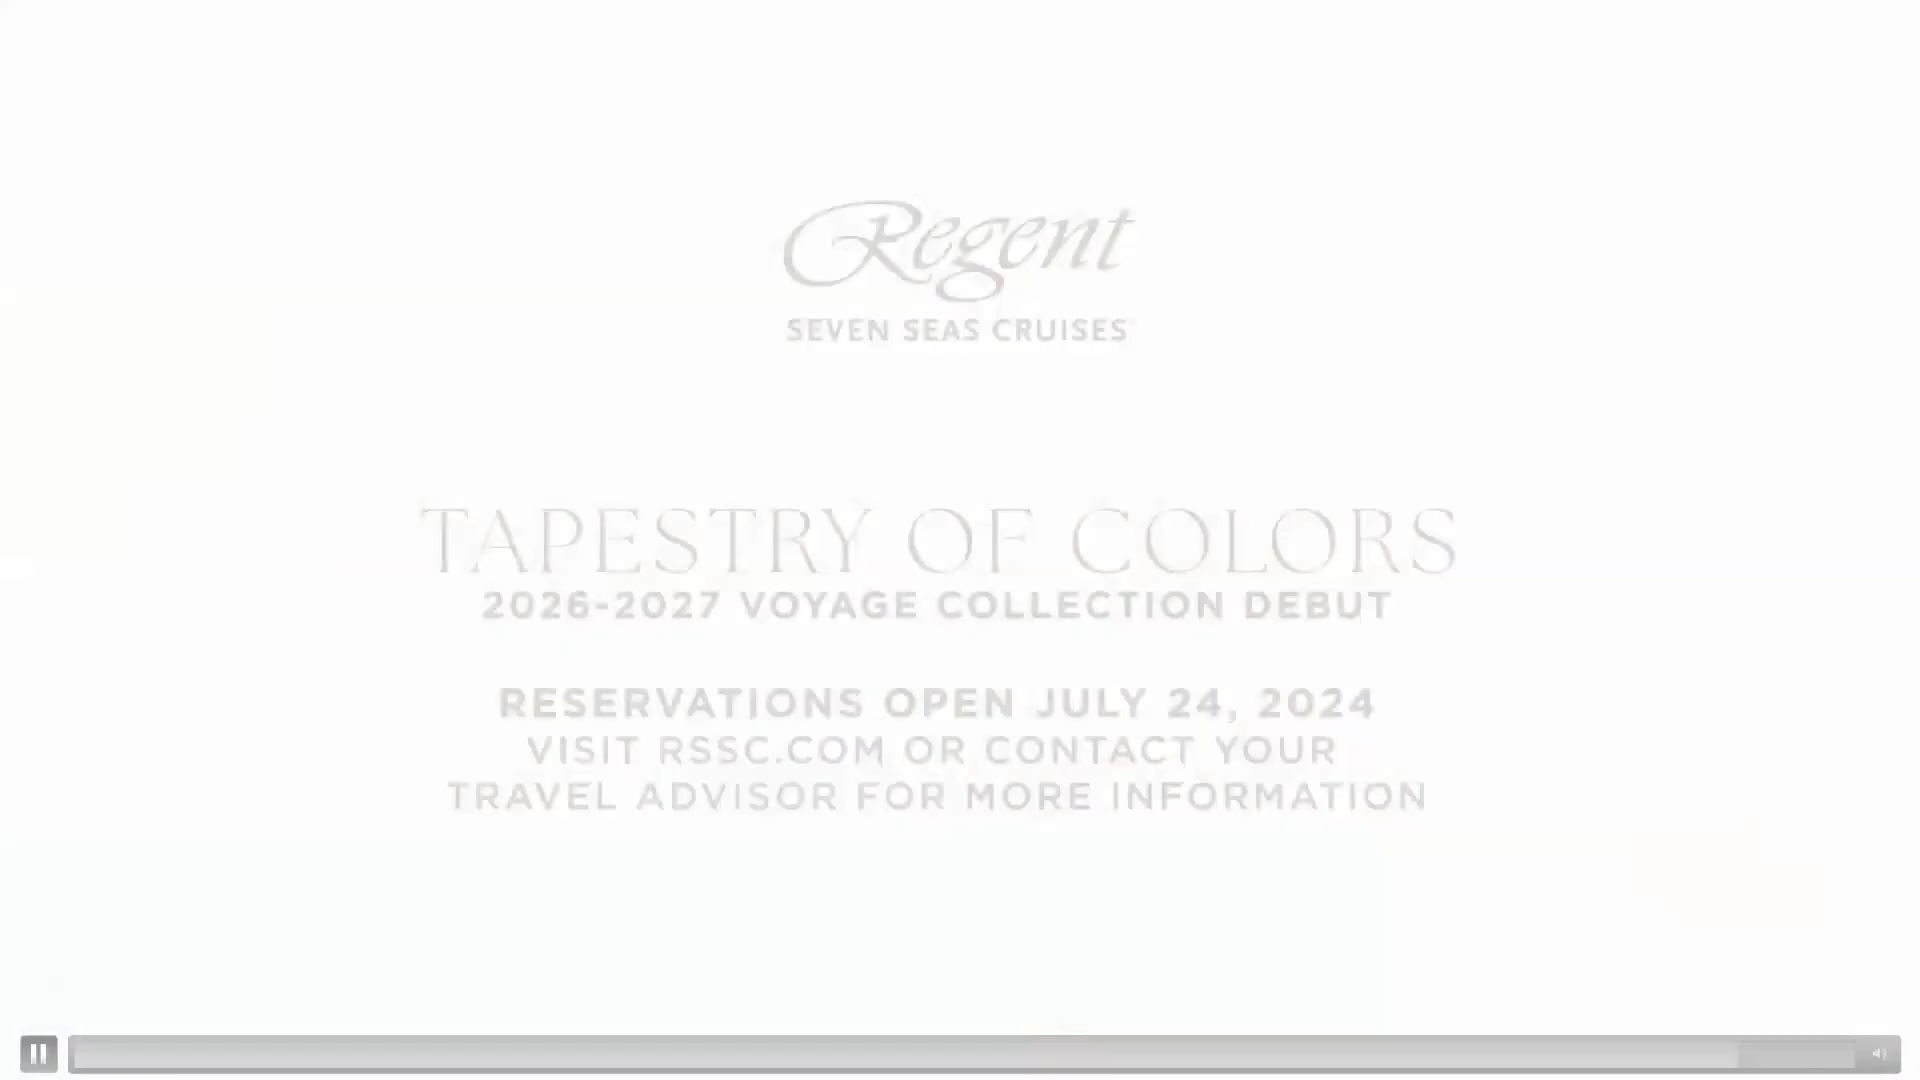 Regent
SEVEN SEAS CRUISES
TAPESTRY OF COLORS
2026-2027 VOYAGE COLLECTION DEBUT
RESERVATIONS OPEN JULY 24, 2024
VISIT RSSC.COM OR CONTACT YOUR
TRAVEL ADVISOR FOR MORE INFORMATION